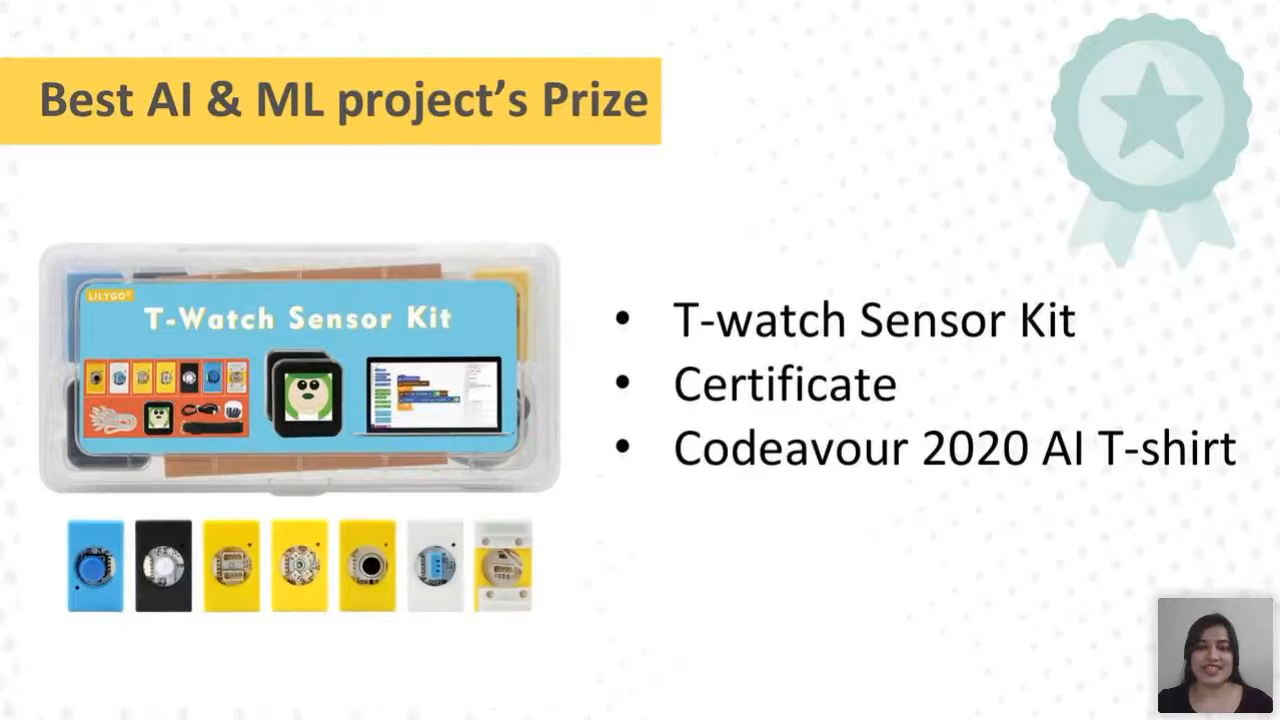 Best AI & ML project’s Prize
LILYGO®
T-Watch Sensor Kit
• T-watch Sensor Kit
• Certificate
• Codeavour 2020 AI T-shirt